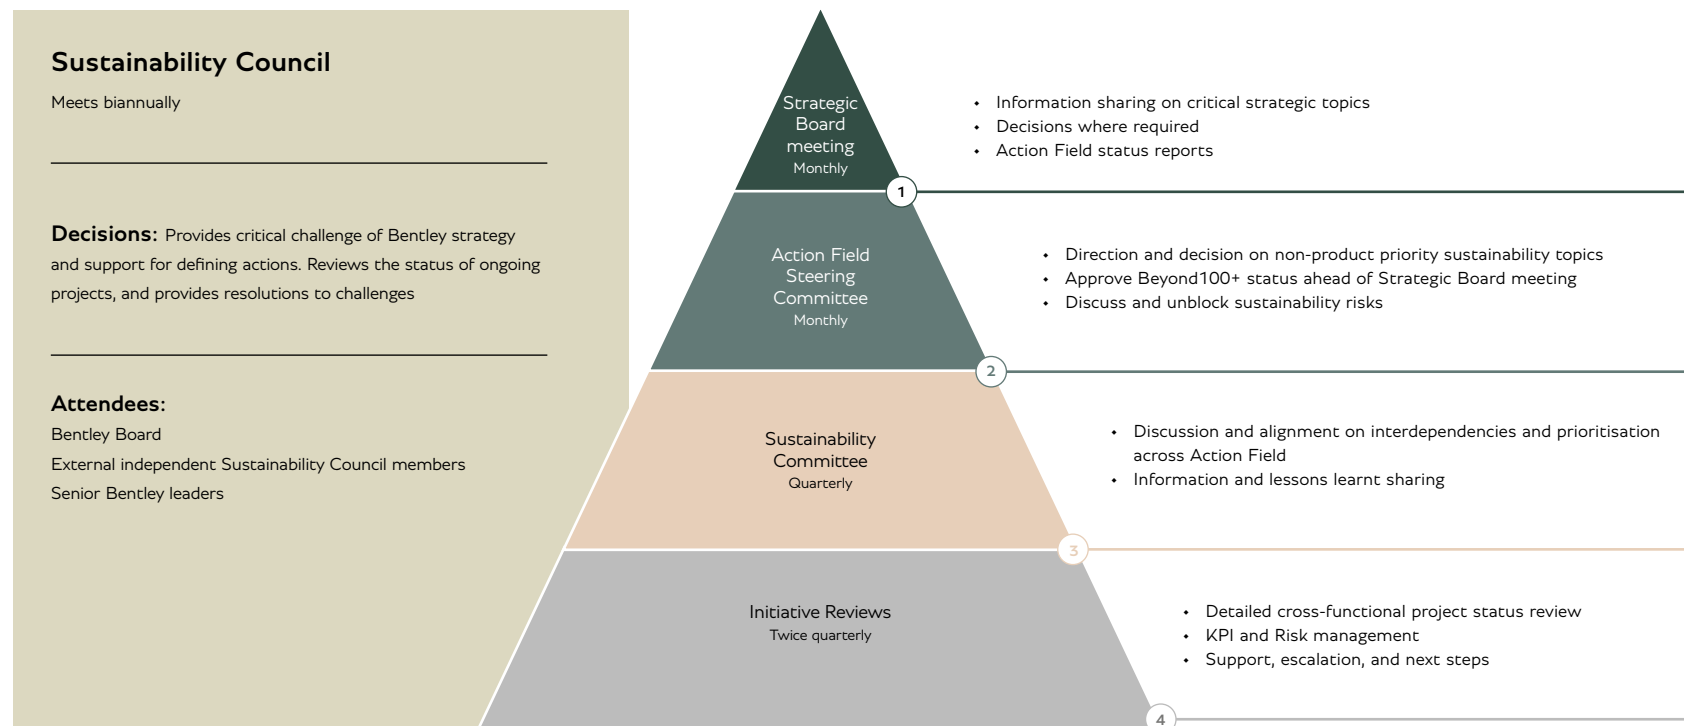 Sustainability Council
Meets biannually
Decisions: Provides critical challenge of Bentley strategy
and support for defining actions. Reviews the status of ongoing
projects, and provides resolutions to challenges
Attendees:
Bentley Board
External independent Sustainability Council members
Senior Bentley leaders
Strategic
Board
meeting
Monthly
• Information sharing on critical strategic topics
• Decisions where required
• Action Field status reports
1
Action Field
Steering
Committee
Monthly
• Direction and decision on non-product priority sustainability topics
• Approve Beyond100+ status ahead of Strategic Board meeting
• Discuss and unblock sustainability risks
2
Sustainability
Committee
Quarterly
• Discussion and alignment on interdependencies and prioritisation
across Action Field
• Information and lessons learnt sharing
3
Initiative Reviews
Twice quarterly
• Detailed cross-functional project status review
• KPI and Risk management
• Support, escalation, and next steps
4